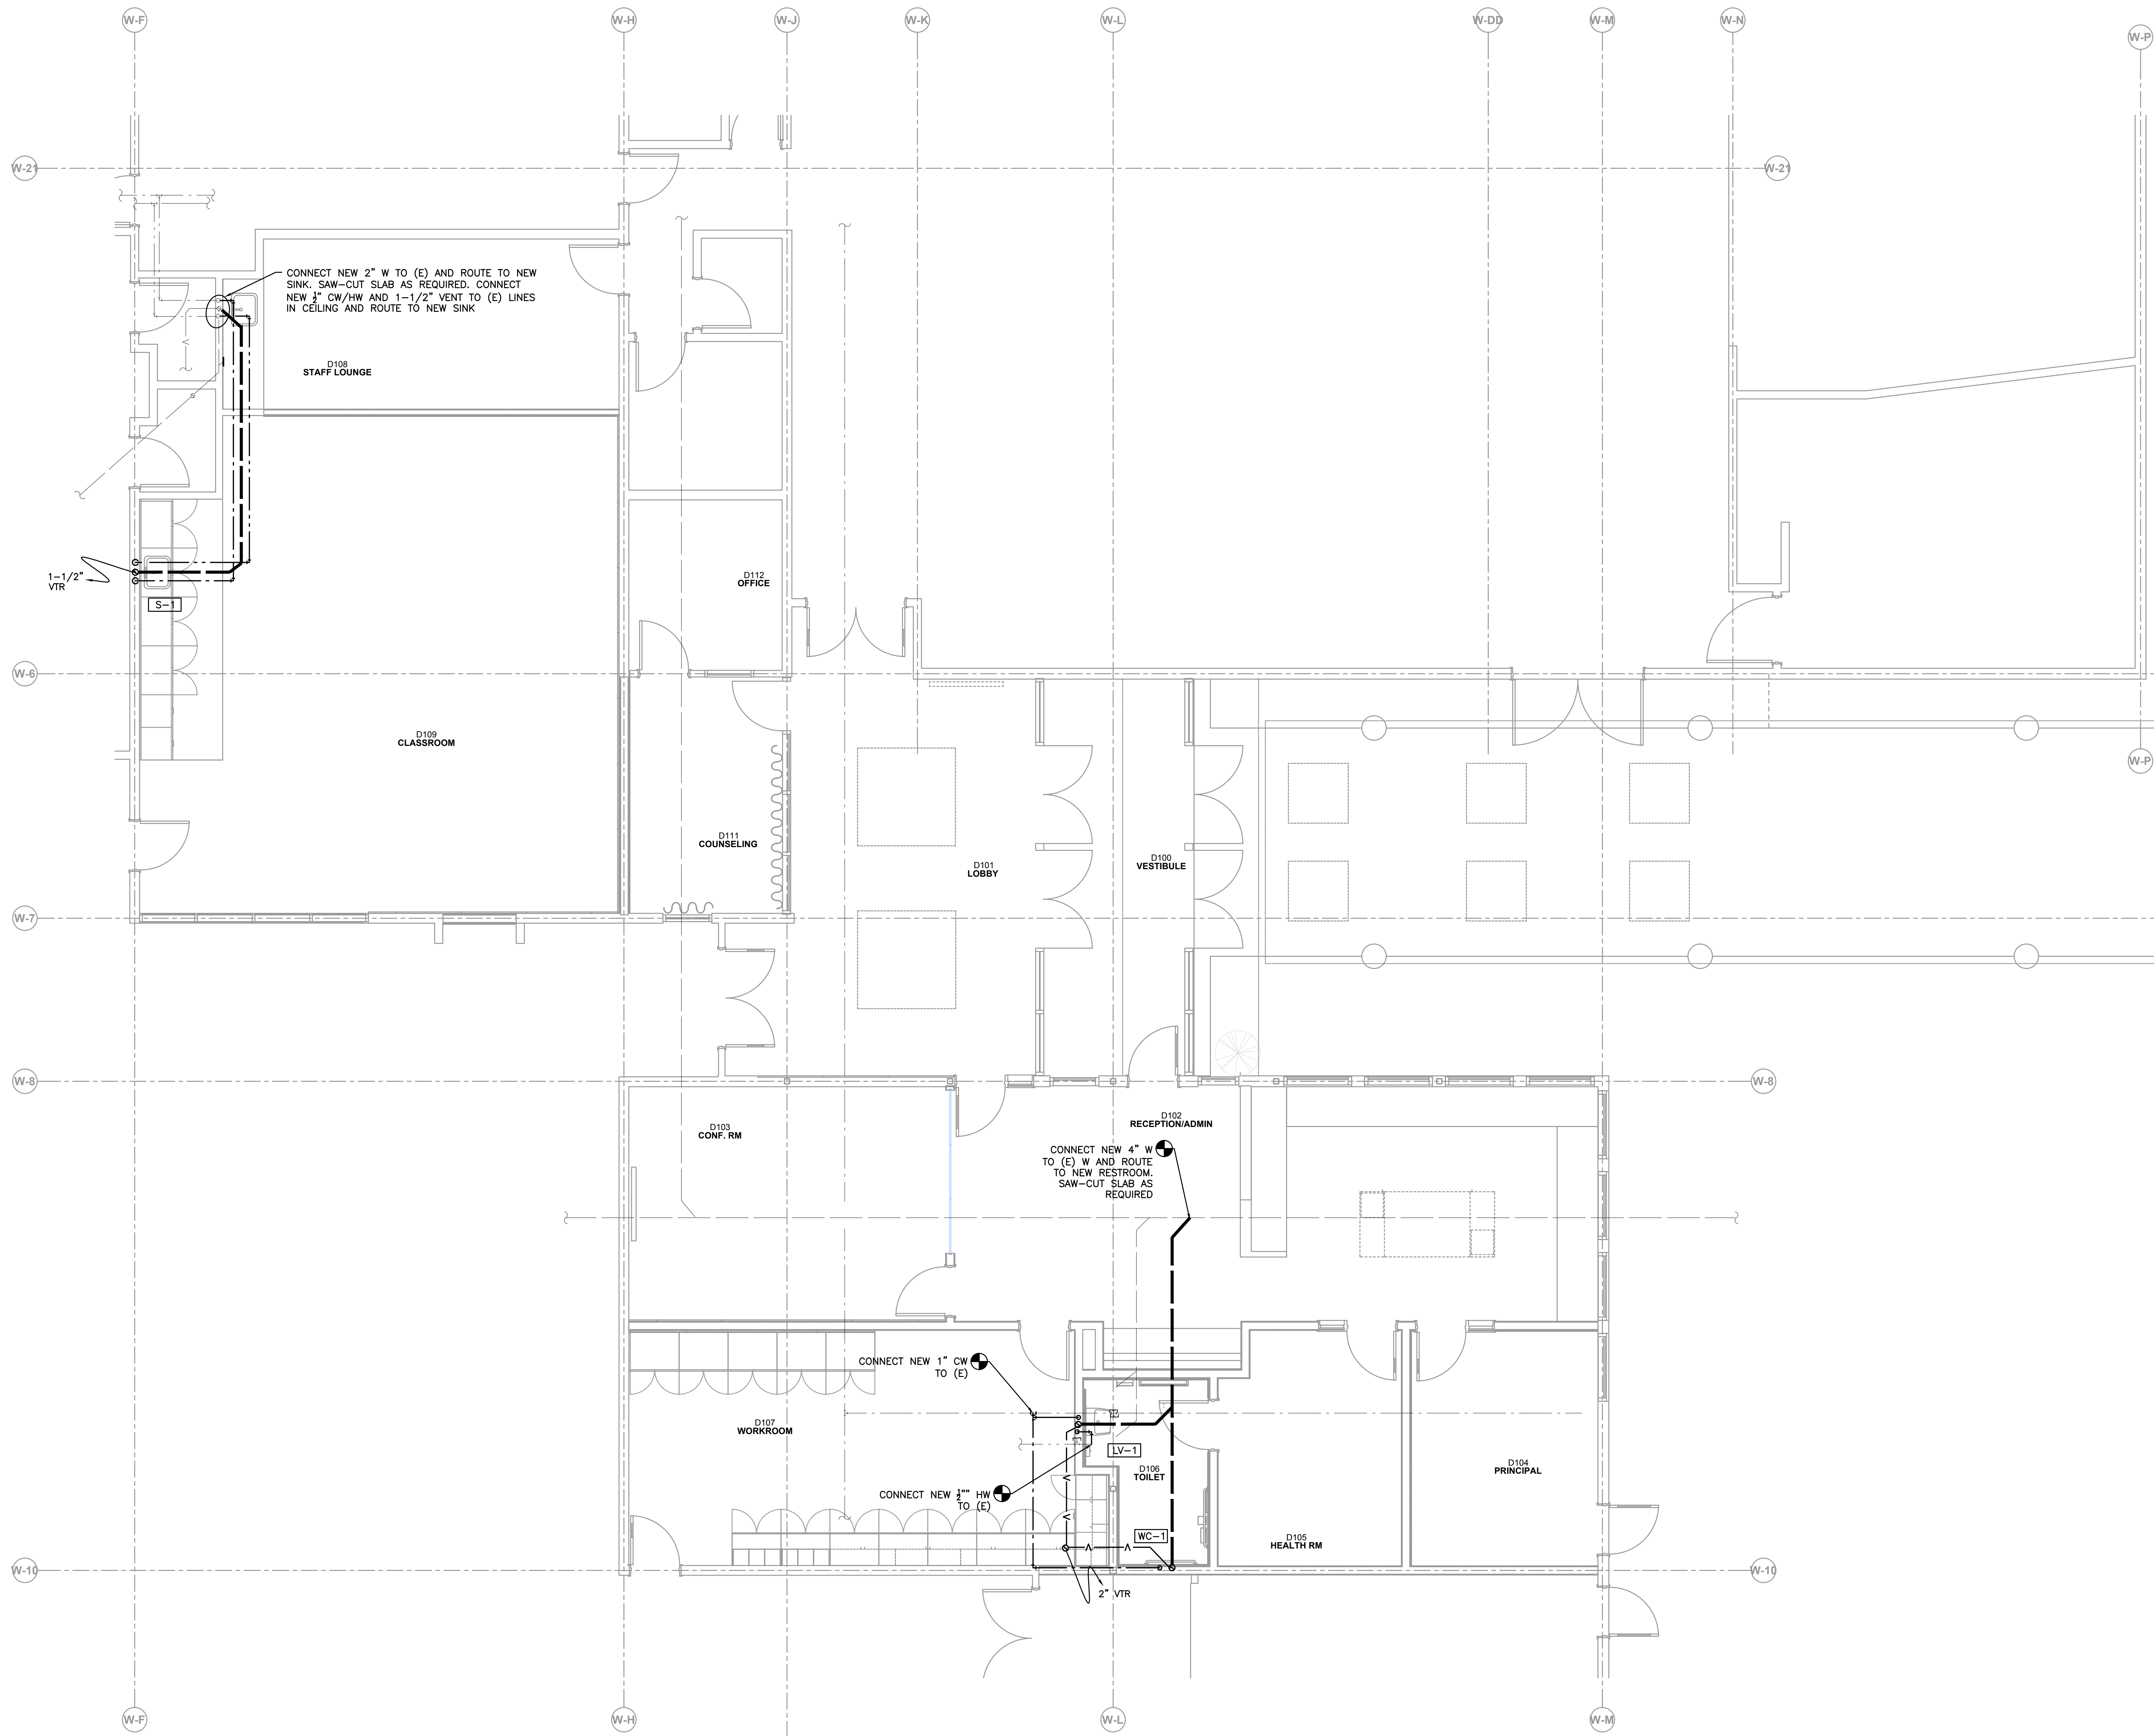 W-F
W-H
W-J
W-K
W-L
W-DD
W-M
W-N
W-P
W-21
W-21
CONNECT NEW 2" W TO (E) AND ROUTE TO NEW
SINK. SAW-CUT SLAB AS REQUIRED. CONNECT
NEW ½" CW/HW AND 1-1/2" VENT TO (E) LINES
IN CEILING AND ROUTE TO NEW SINK
V
D108
STAFF LOUNGE
1-1/2"
VTR
S-1
D112
OFFICE
W-6
D109
CLASSROOM
W-P
D111
COUNSELING
D101
LOBBY
D100
VESTIBULE
W-7
W-8
W-8
D103
CONF. RM
D102
RECEPTION/ADMIN
CONNECT NEW 4" W
TO (E) W AND ROUTE
TO NEW RESTROOM.
SAW-CUT SLAB AS
REQUIRED
CONNECT NEW 1" CW
TO (E)
D107
WORKROOM
LV-1
D106
TOILET
D104
PRINCIPAL
V
CONNECT NEW ½"" HW
TO (E)
V
WC-1
D105
HEALTH RM
V
V
W-10
W-10
2" VTR
W-F
W-H
W-L
W-M